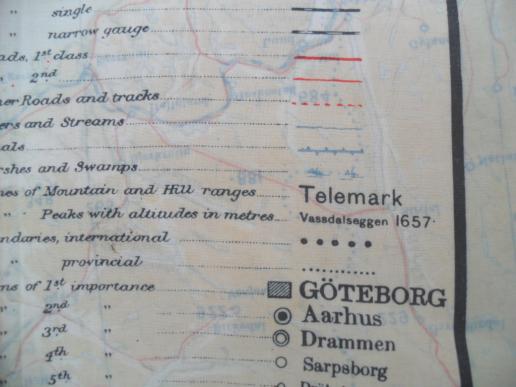 " single
" narrow gauge
ads, 1st class
" 2nd
her Roads and tracks
ers and Streams
als
rshes and Swamps
es of Mountain and Hill ranges Telemark
" " Peaks with altitudes in metres Vassdalseggen 1657·
ndaries, international
" provincial
ns of 1st importance GÖTEBORG
" 2nd " Aarhus
" 3rd " Drammen
" 4th " Sarpsborg
" 5th "